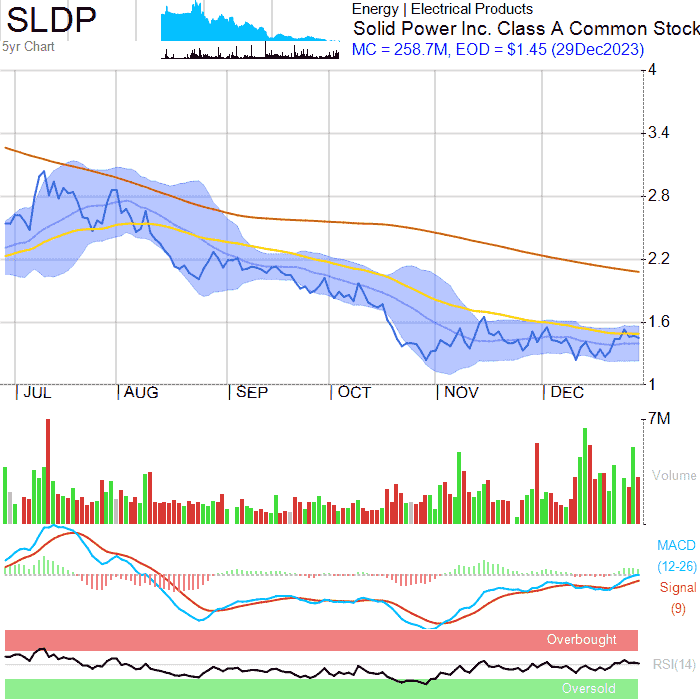 SLDP
5yr Chart
Energy | Electrical Products
Solid Power Inc. Class A Common Stock
MC = 258.7M, EOD = $1.45 (29Dec2023)
4
3.4
2.8
2.2
1.6
1
JUL AUG SEP OCT NOV DEC
7M
Volume
MACD
(12-26)
Signal
(9)
Overbought
RSI(14)
Oversold